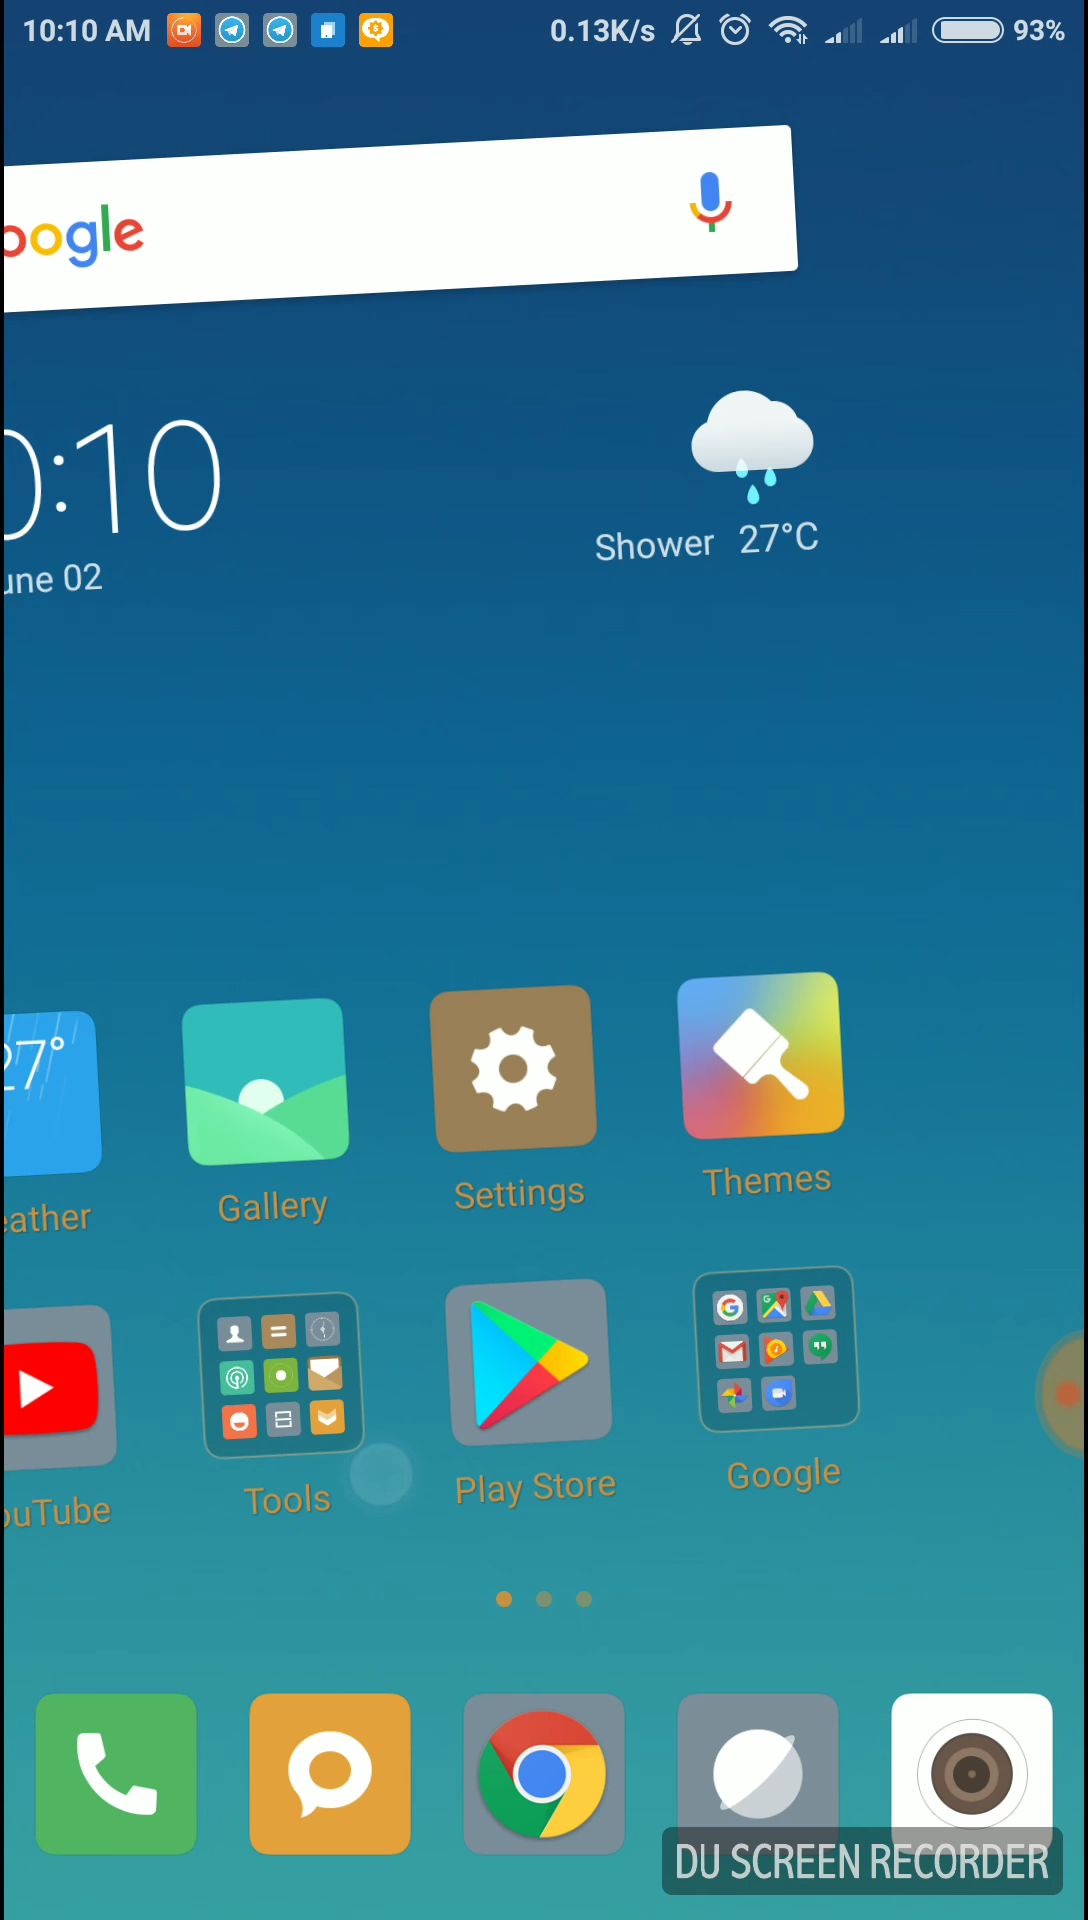 10:10 AM 0.13K/s 93%
oogle
0:10
Shower 27°C
une 02
27°
eather Gallery Settings Themes
ouTube Tools Play Store Google
DU SCREEN RECORDER